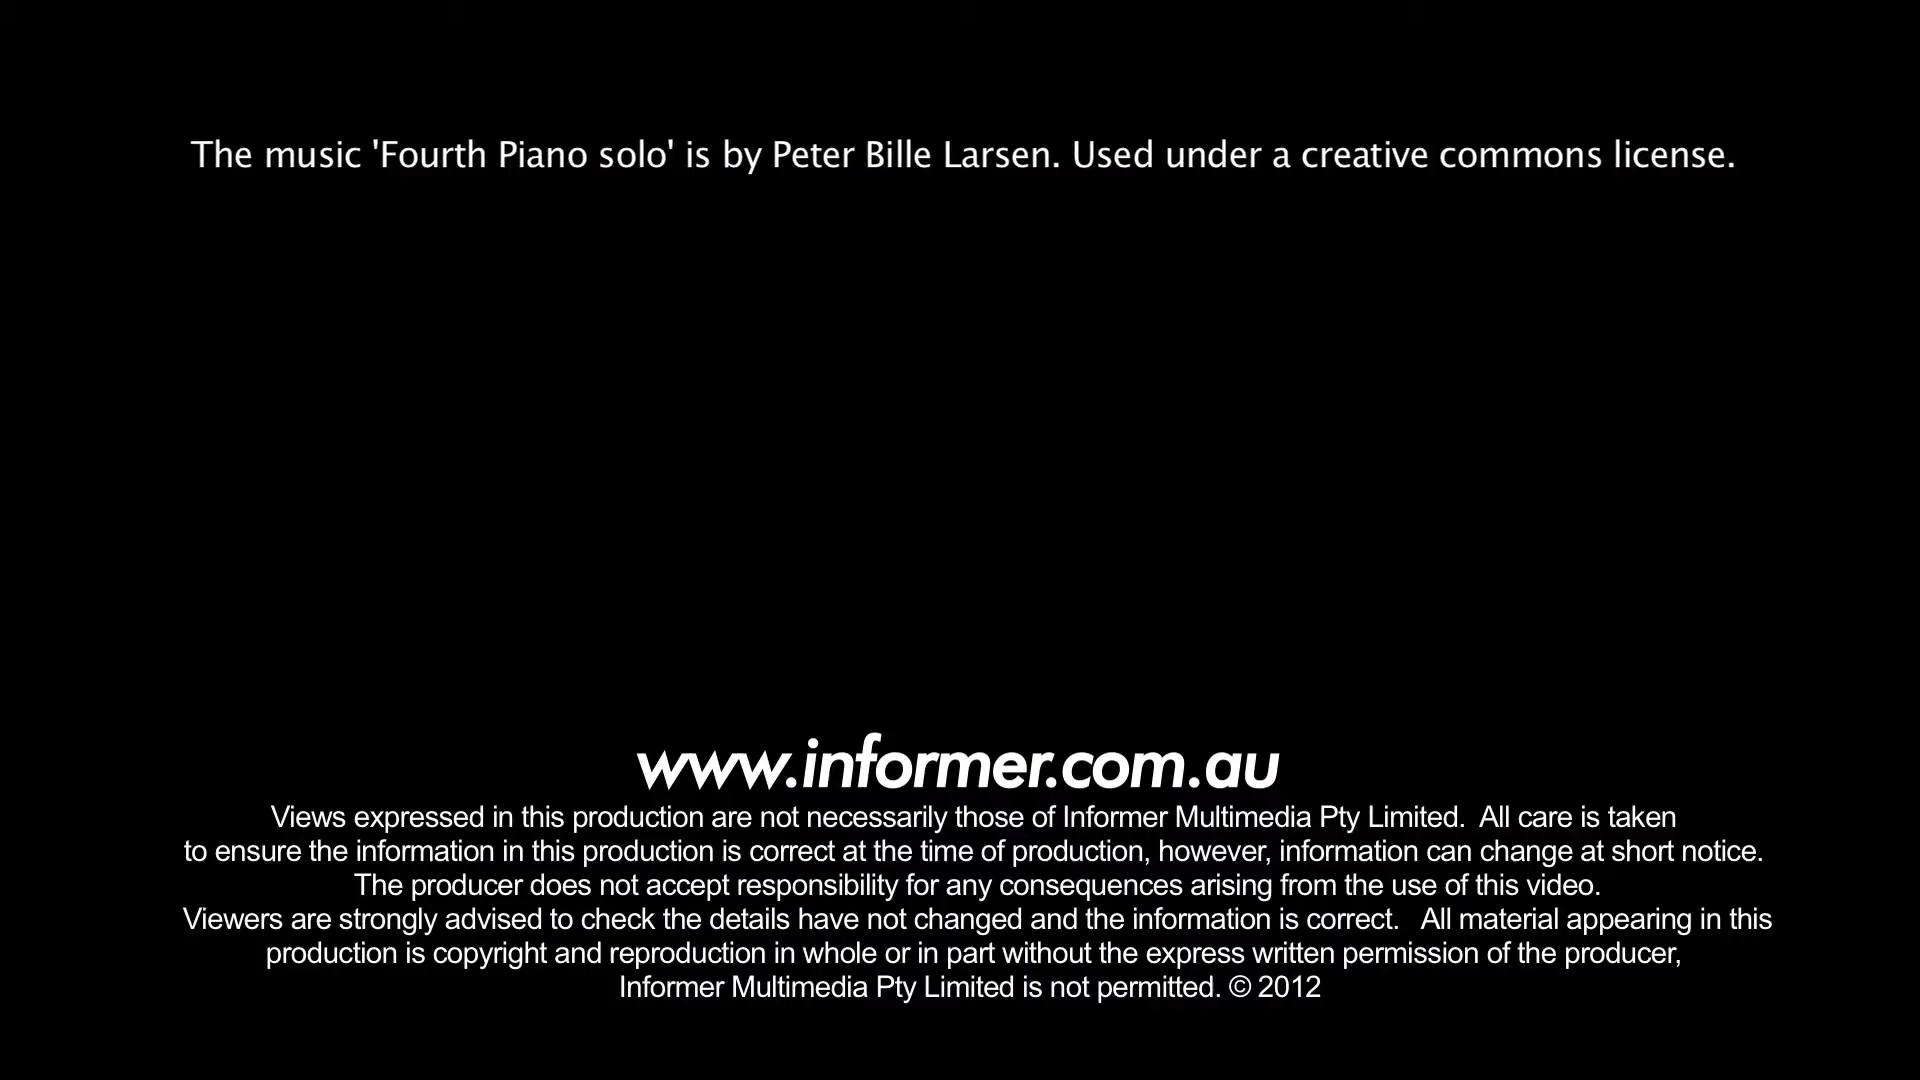 The music 'Fourth Piano solo' is by Peter Bille Larsen. Used under a creative commons license.
www.informer.com.au
Views expressed in this production are not necessarily those of Informer Multimedia Pty Limited.  All care is taken
to ensure the information in this production is correct at the time of production, however, information can change at short notice.
The producer does not accept responsibility for any consequences arising from the use of this video.
Viewers are strongly advised to check the details have not changed and the information is correct.   All material appearing in this
production is copyright and reproduction in whole or in part without the express written permission of the producer,
Informer Multimedia Pty Limited is not permitted. © 2012